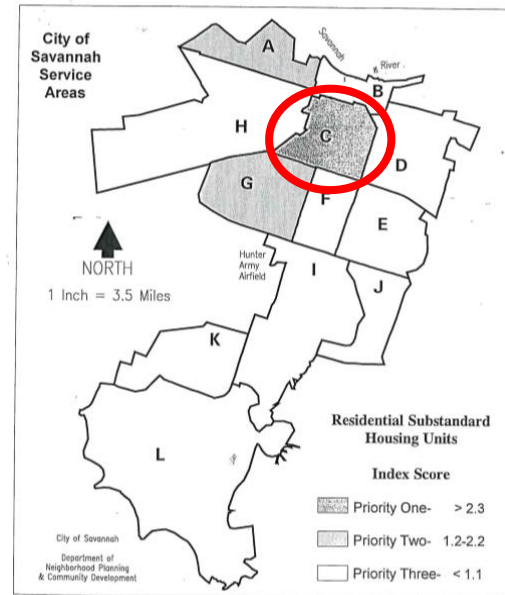 City of
Savannah
Service
Areas
Savannah
River
A
B
H
C
D
G
F
E
NORTH
1 Inch = 3.5 Miles
Hunter
Army
Airfield
I
J
K
L
Residential Substandard
Housing Units
Index Score
Priority One- > 2.3
Priority Two- 1.2-2.2
Priority Three- < 1.1
City of Savannah
Department of
Neighborhood Planning
& Community Development